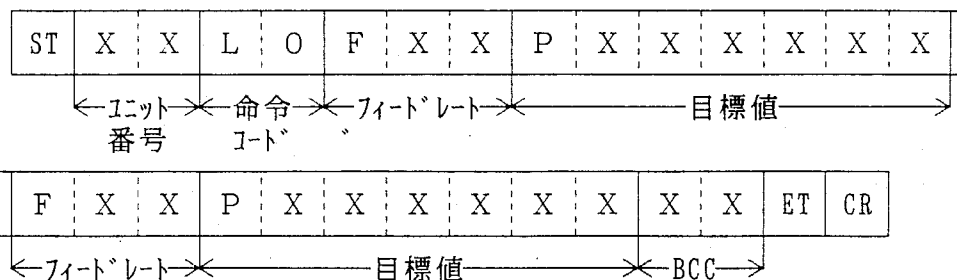 ST X X L O F X X P X X X X X X
ユニット 命令 フィードレート 目標値
番号 コード
F X X P X X X X X X X X ET CR
フィードレート 目標値 BCC